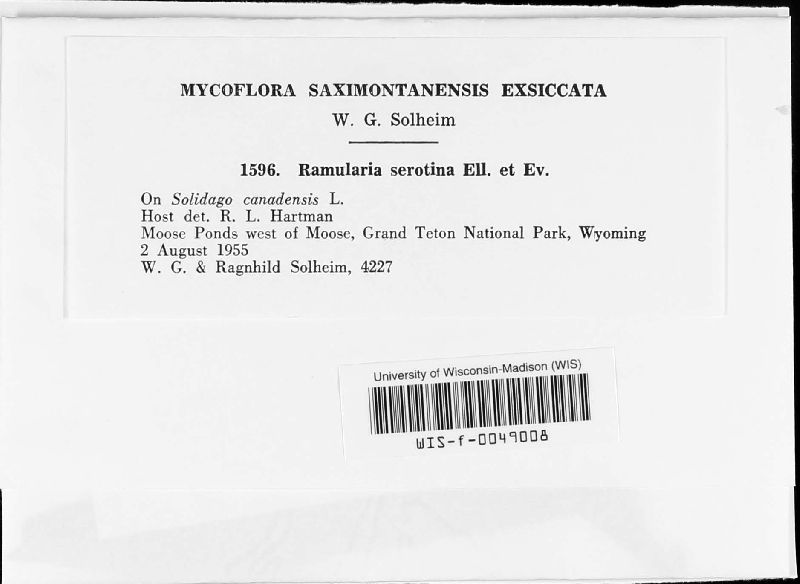 MYCOFLORA SAXIMONTANENSIS EXSICCATA
W. G. Solheim
1596. Ramularia serotina Ell. et Ev.
On Solidago canadensis L.
Host det. R. L. Hartman
Moose Ponds west of Moose, Grand Teton National Park, Wyoming
2 August 1955
W. G. & Ragnhild Solheim, 4227
University of Wisconsin-Madison (WIS)
WIS-f-0049008